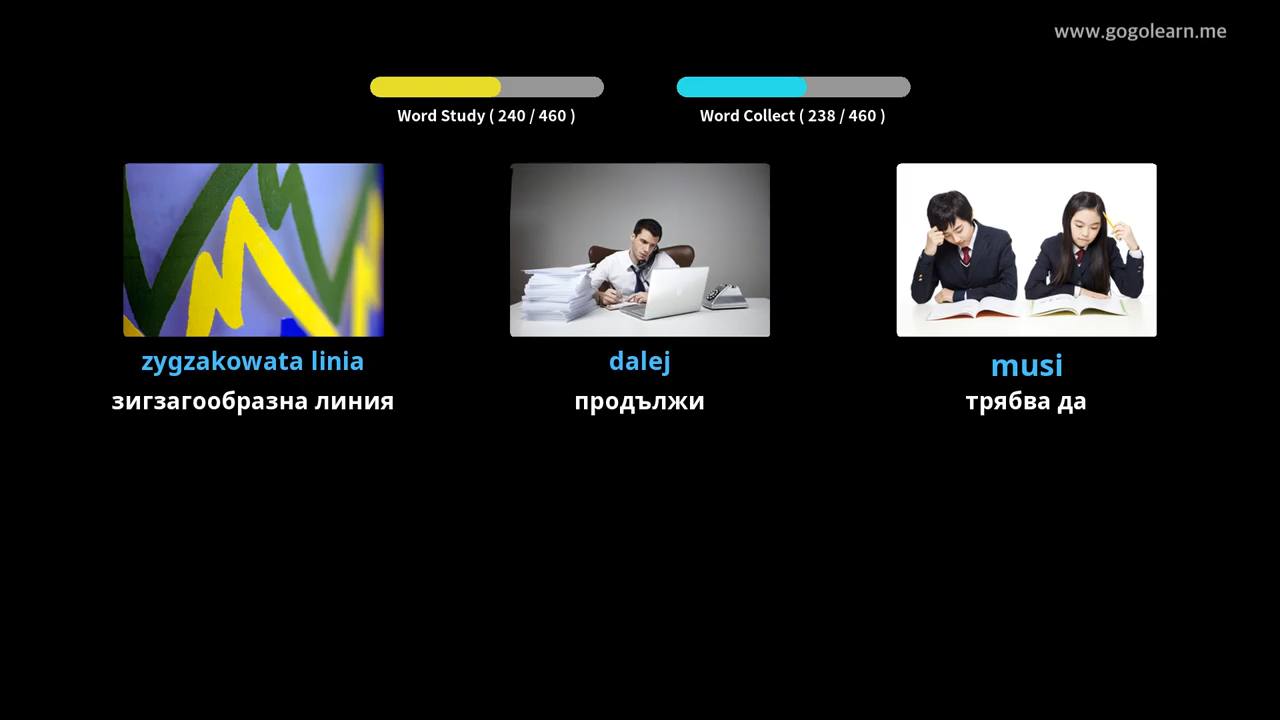 www.gogolearn.me
Word Study ( 240 / 460 )
Word Collect ( 238 / 460 )
zygzakowata linia
зигзагообразна линия
dalej
продължи
musi
трябва да